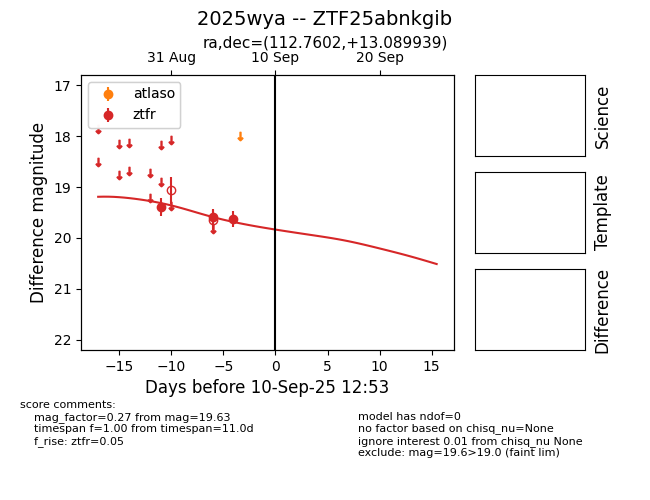 2025wya -- ZTF25abnkgib
ra,dec=(112.7602,+13.089939)
31 Aug
10 Sep
20 Sep
17
18
19
20
21
22
Difference magnitude
atlaso
ztfr
−15
−10
−5
0
5
10
15
Days before 10-Sep-25 12:53
Science
Template
Difference
score comments:
mag_factor=0.27 from mag=19.63
timespan f=1.00 from timespan=11.0d
f_rise: ztfr=0.05
model has ndof=0
no factor based on chisq_nu=None
ignore interest 0.01 from chisq_nu None
exclude: mag=19.6>19.0 (faint lim)